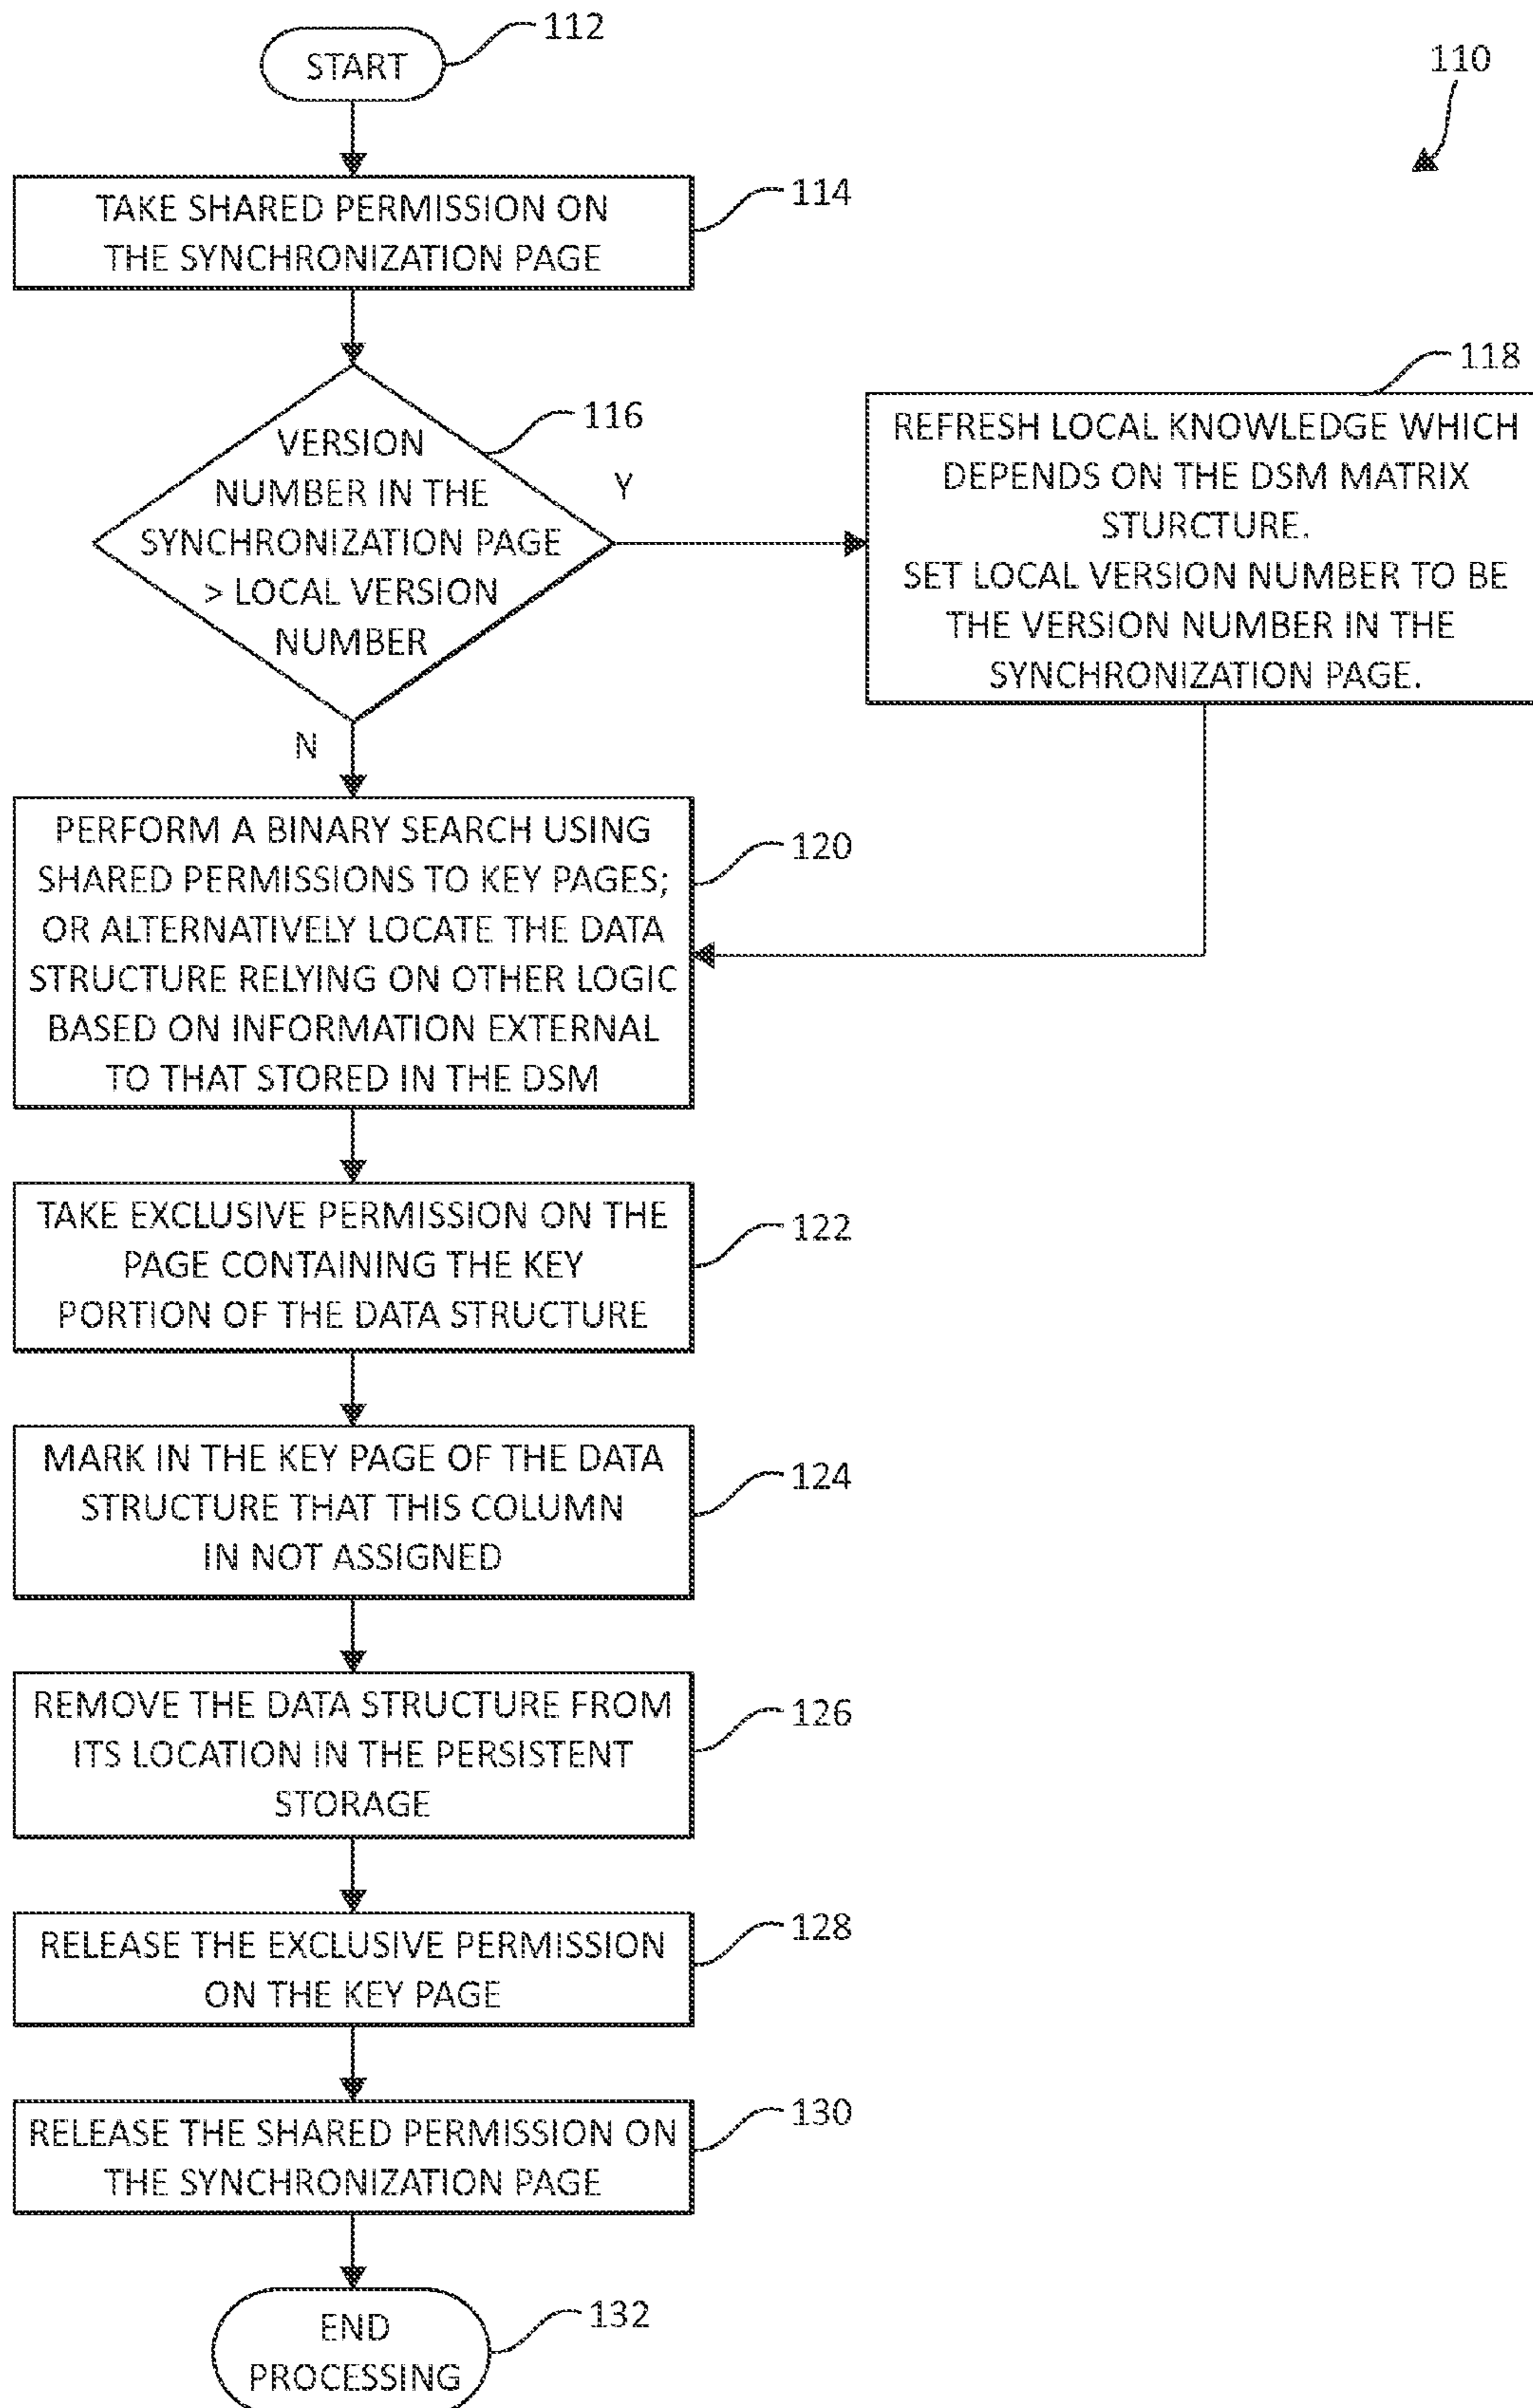 112
START
110
TAKE SHARED PERMISSION ON
THE SYNCHRONIZATION PAGE
114
VERSION
NUMBER IN THE
SYNCHRONIZATION PAGE
> LOCAL VERSION
NUMBER
116
Y
N
118
REFRESH LOCAL KNOWLEDGE WHICH
DEPENDS ON THE DSM MATRIX
STURCTURE.
SET LOCAL VERSION NUMBER TO BE
THE VERSION NUMBER IN THE
SYNCHRONIZATION PAGE.
PERFORM A BINARY SEARCH USING
SHARED PERMISSIONS TO KEY PAGES;
OR ALTERNATIVELY LOCATE THE DATA
STRUCTURE RELYING ON OTHER LOGIC
BASED ON INFORMATION EXTERNAL
TO THAT STORED IN THE DSM
120
TAKE EXCLUSIVE PERMISSION ON THE
PAGE CONTAINING THE KEY
PORTION OF THE DATA STRUCTURE
122
MARK IN THE KEY PAGE OF THE DATA
STRUCTURE THAT THIS COLUMN
IN NOT ASSIGNED
124
REMOVE THE DATA STRUCTURE FROM
ITS LOCATION IN THE PERSISTENT
STORAGE
126
RELEASE THE EXCLUSIVE PERMISSION
ON THE KEY PAGE
128
RELEASE THE SHARED PERMISSION ON
THE SYNCHRONIZATION PAGE
130
END
PROCESSING
132